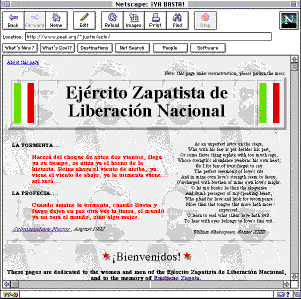 Netscape: ¡YA BASTA!
Back Forward Home Edit Reload Images Print Find Stop
Location: http://www.peak.org/~justin/ezln/
What's New? What's Cool? Destinations Net Search People Software
About this page
Note: this page under reconstruction, please pardon the mess.
Ejército Zapatista de
Liberación Nacional
LA TORMENTA...
Nacerá del choque de estos dos vientos, llega
ya su tiempo, se atiza ya el horno de la
historia. Reina ahora el viento de arriba, ya
viene el viento de abajo, ya la tormenta viene...
así será.
LA PROFECIA...
Cuando amaine la tormenta, cuando lluvia y
fuego dejen en paz otra vez la tierra, el mundo
ya no será el mundo, sino algo mejor.
Subcomandante Marcos, August 1992
As an unperfect actor on the stage,
Who with his fear is put besides his part,
Or some fierce thing replete with too much rage,
Whose strength's abundance weakens his own heart,
So I for fear of trust forget to say
The perfect ceremony of love's rite
And in mine own love's strength seem to decay,
O'ercharged with burthen of mine own love's might.
O let my books be then the eloquence
And dumb presagers of my speaking breast,
Who plead for love and look for recompense
More than that tongue that more hath more
expressed.
O learn to read what silent love hath writ.
To hear with eyes belongs to love's fine wit.
William Shakespeare, Sonnet XXIII
¡Bienvenidos!
These pages are dedicated to the women and men of the Ejército Zapatista de Liberación Nacional,
and to the memory of Emiliano Zapata.